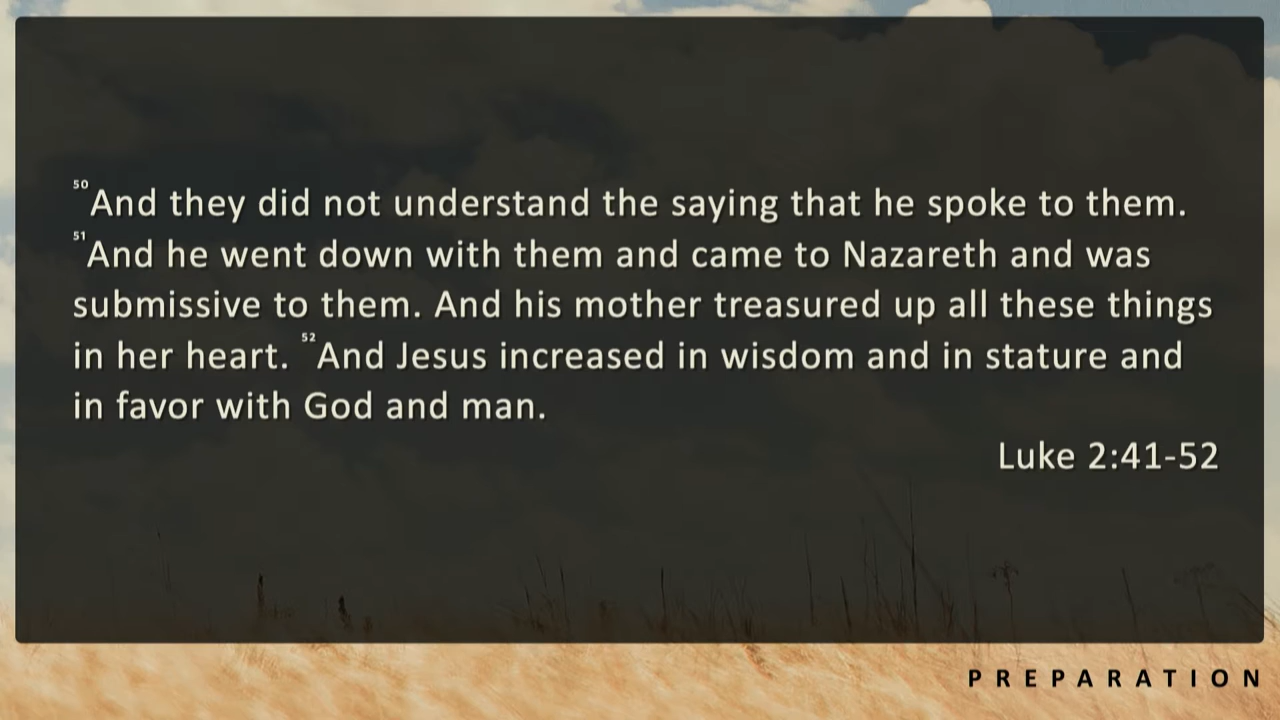 50And they did not understand the saying that he spoke to them.
51And he went down with them and came to Nazareth and was
submissive to them. And his mother treasured up all these things
in her heart. 52And Jesus increased in wisdom and in stature and
in favor with God and man.
Luke 2:41-52
PREPARATION